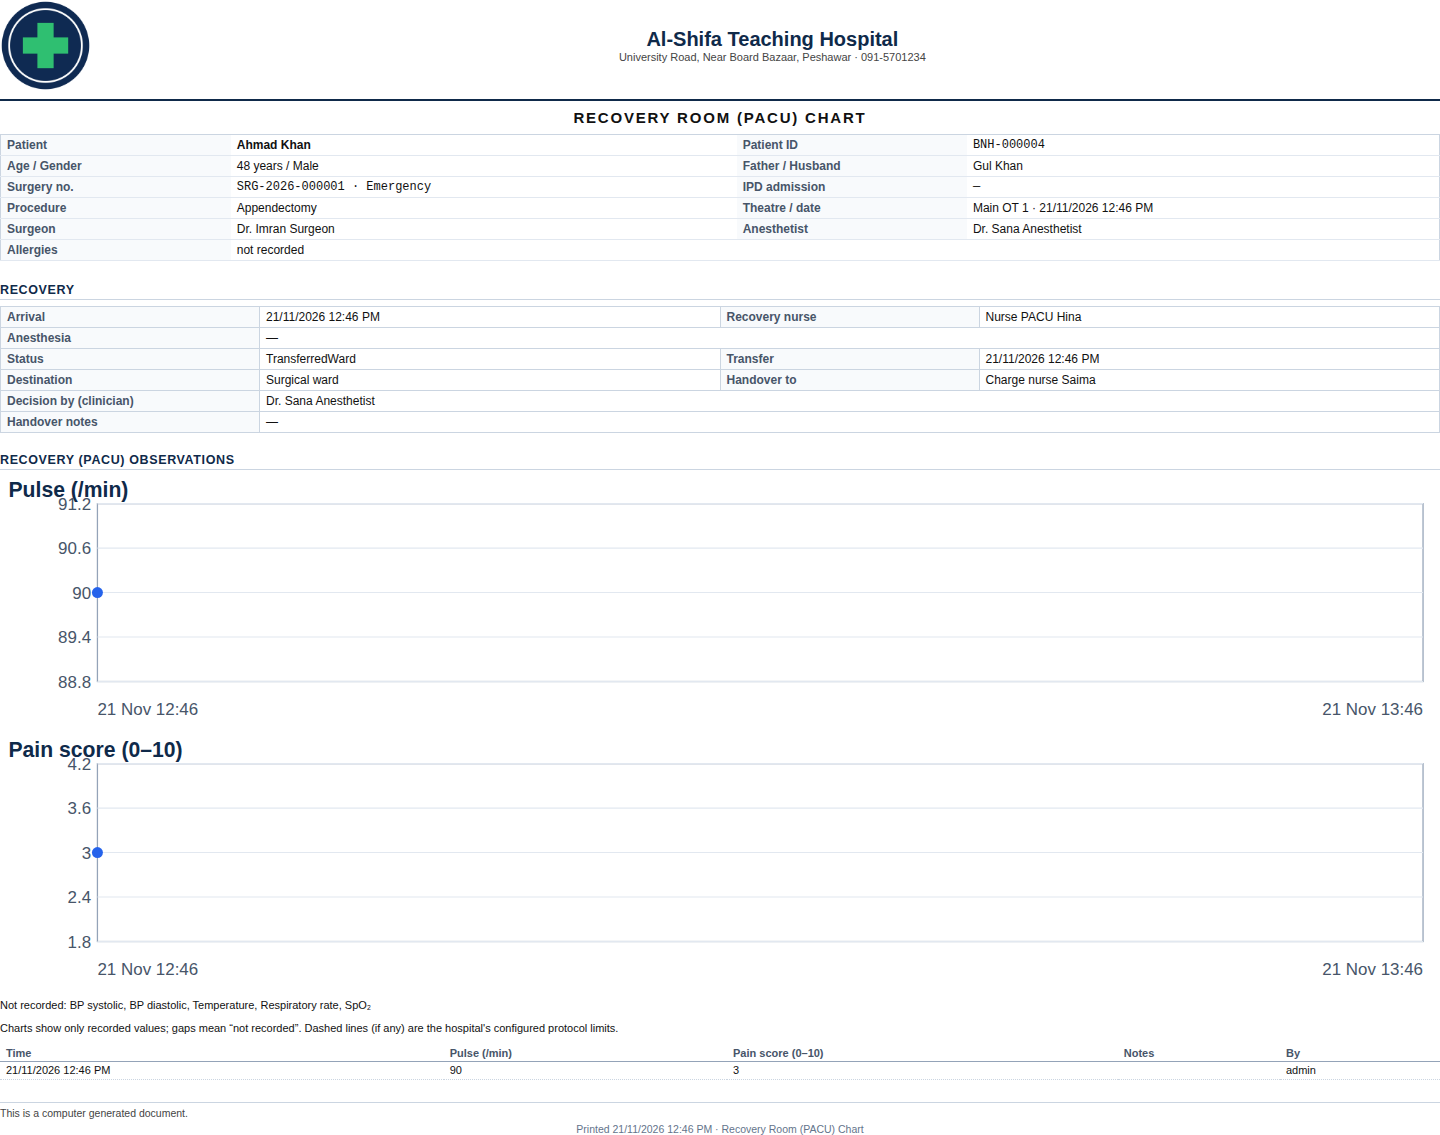 Al-Shifa Teaching Hospital
University Road, Near Board Bazaar, Peshawar · 091-5701234
RECOVERY ROOM (PACU) CHART
Patient Ahmad Khan Patient ID BNH-000004
Age / Gender 48 years / Male Father / Husband Gul Khan
Surgery no. SRG-2026-000001 · Emergency IPD admission —
Procedure Appendectomy Theatre / date Main OT 1 · 21/11/2026 12:46 PM
Surgeon Dr. Imran Surgeon Anesthetist Dr. Sana Anesthetist
Allergies not recorded
RECOVERY
Arrival 21/11/2026 12:46 PM Recovery nurse Nurse PACU Hina
Anesthesia —
Status TransferredWard Transfer 21/11/2026 12:46 PM
Destination Surgical ward Handover to Charge nurse Saima
Decision by (clinician) Dr. Sana Anesthetist
Handover notes —
RECOVERY (PACU) OBSERVATIONS
Pulse (/min)
91.2
90.6
90
89.4
88.8
21 Nov 12:46 21 Nov 13:46
Pain score (0–10)
4.2
3.6
3
2.4
1.8
21 Nov 12:46 21 Nov 13:46
Not recorded: BP systolic, BP diastolic, Temperature, Respiratory rate, SpO₂
Charts show only recorded values; gaps mean “not recorded”. Dashed lines (if any) are the hospital's configured protocol limits.
Time Pulse (/min) Pain score (0–10) Notes By
21/11/2026 12:46 PM 90 3 admin
This is a computer generated document.
Printed 21/11/2026 12:46 PM · Recovery Room (PACU) Chart